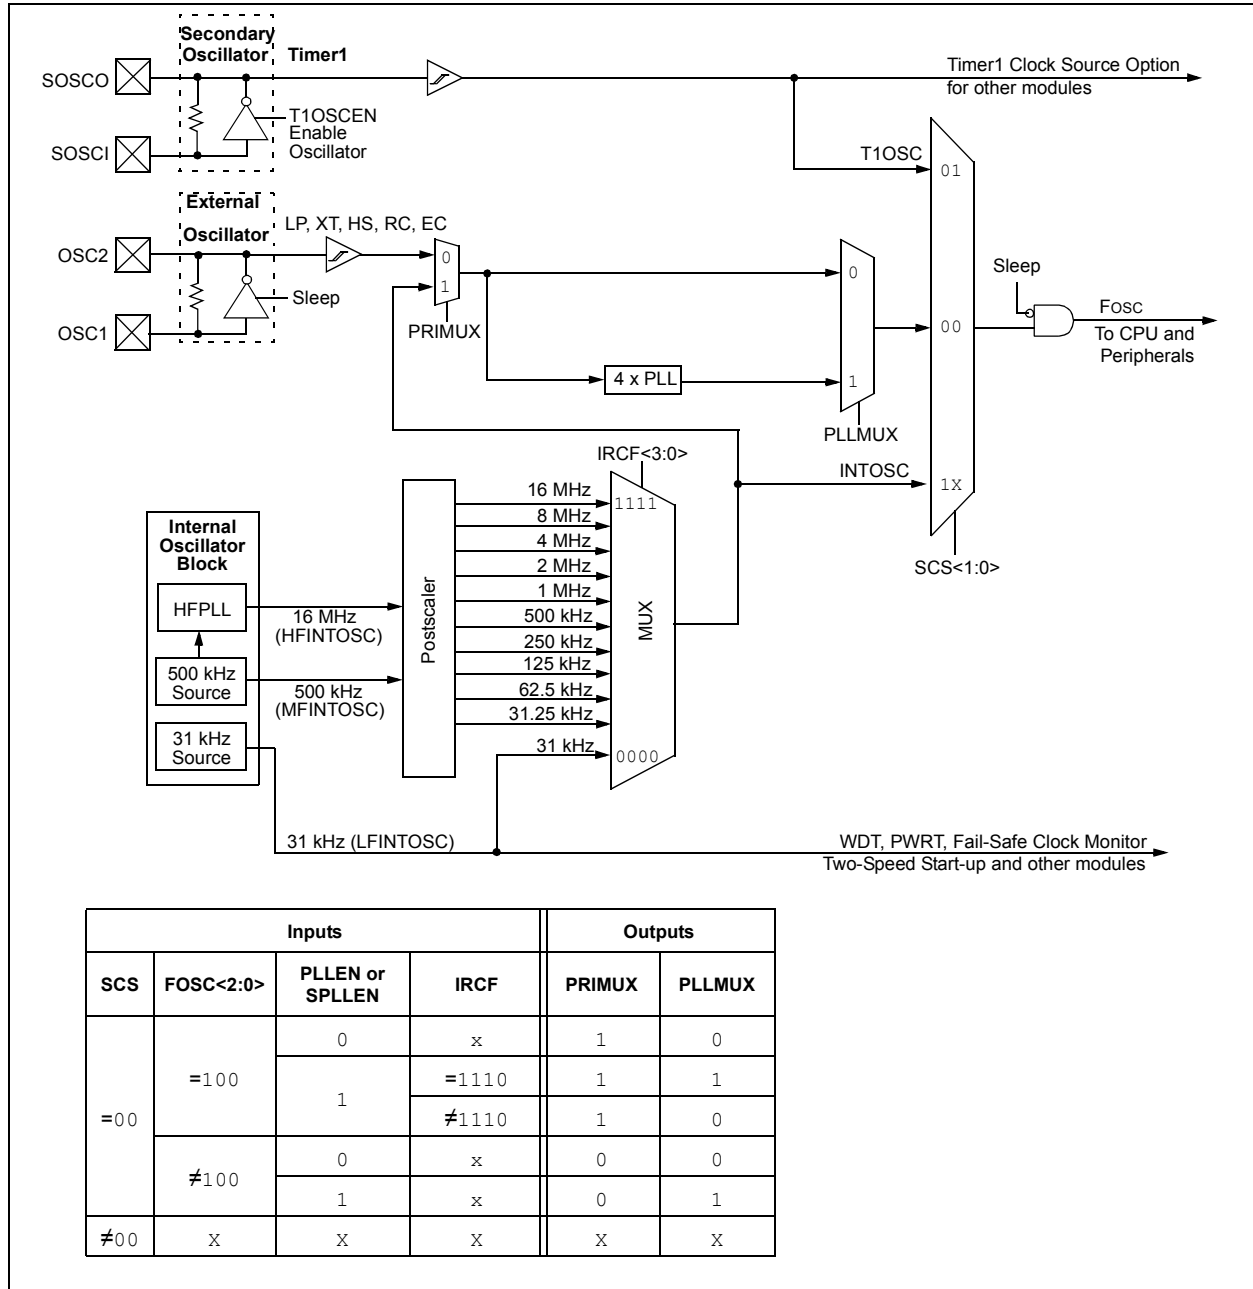 Secondary
Oscillator
Timer1
SOSCO
Timer1 Clock Source Option
for other modules
T1OSCEN
Enable
Oscillator
SOSCI
T1OSC
01
External
Oscillator
LP, XT, HS, RC, EC
OSC2
0
1
Sleep
OSC1
PRIMUX
0
Sleep
00
FOSC
To CPU and
Peripherals
4 x PLL
1
PLLMUX
IRCF<3:0>
INTOSC
1X
SCS<1:0>
Internal
Oscillator
Block
HFPLL
16 MHz
(HFINTOSC)
500 kHz
Source
500 kHz
(MFINTOSC)
31 kHz
Source
Postscaler
16 MHz
8 MHz
4 MHz
2 MHz
1 MHz
500 kHz
250 kHz
125 kHz
62.5 kHz
31.25 kHz
31 kHz
1111
MUX
0000
31 kHz (LFINTOSC)
WDT, PWRT, Fail-Safe Clock Monitor
Two-Speed Start-up and other modules
Inputs Outputs
SCS FOSC<2:0> PLLEN or SPLLEN IRCF PRIMUX PLLMUX
=00 =100 0 x 1 0
1 =1110 1 1
≠1110 1 0
≠100 0 x 0 0
1 x 0 1
≠00 X X X X X